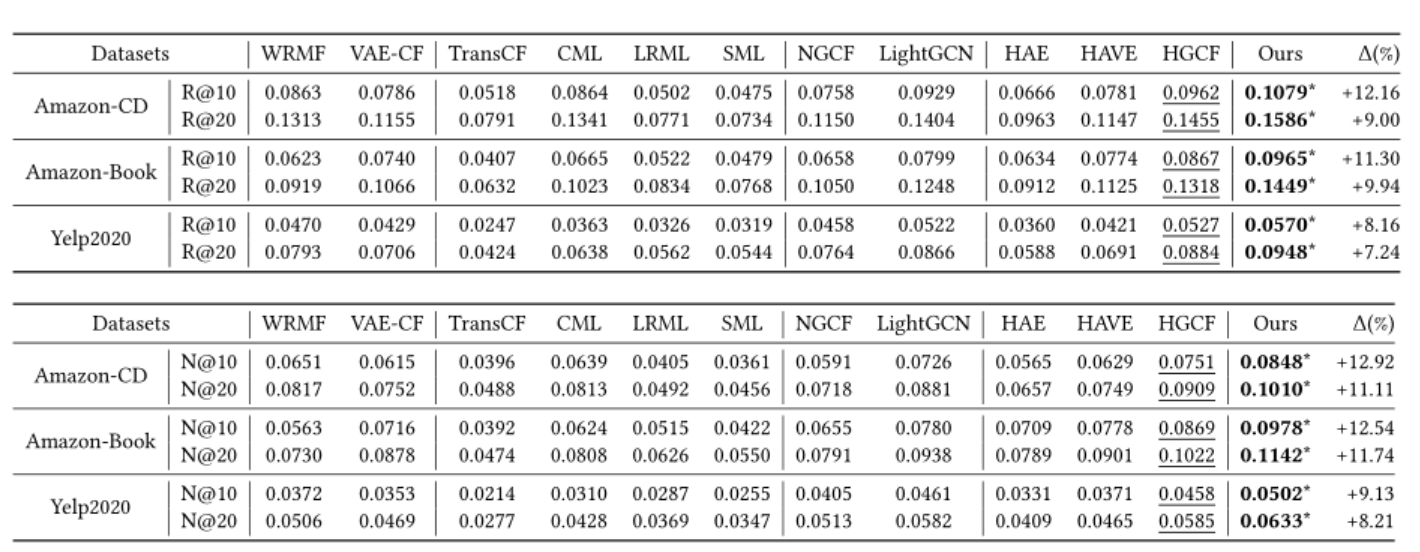 Datasets WRMF VAE-CF TransCF CML LRML SML NGCF LightGCN HAE HAVE HGCF Ours Δ(%)
Amazon-CD R@10 0.0863 0.0786 0.0518 0.0864 0.0502 0.0475 0.0758 0.0929 0.0666 0.0781 0.0962 0.1079* +12.16
R@20 0.1313 0.1155 0.0791 0.1341 0.0771 0.0734 0.1150 0.1404 0.0963 0.1147 0.1455 0.1586* +9.00
Amazon-Book R@10 0.0623 0.0740 0.0407 0.0665 0.0522 0.0479 0.0658 0.0799 0.0634 0.0774 0.0867 0.0965* +11.30
R@20 0.0919 0.1066 0.0632 0.1023 0.0834 0.0768 0.1050 0.1248 0.0912 0.1125 0.1318 0.1449* +9.94
Yelp2020 R@10 0.0470 0.0429 0.0247 0.0363 0.0326 0.0319 0.0458 0.0522 0.0360 0.0421 0.0527 0.0570* +8.16
R@20 0.0793 0.0706 0.0424 0.0638 0.0562 0.0544 0.0764 0.0866 0.0588 0.0691 0.0884 0.0948* +7.24
Datasets WRMF VAE-CF TransCF CML LRML SML NGCF LightGCN HAE HAVE HGCF Ours Δ(%)
Amazon-CD N@10 0.0651 0.0615 0.0396 0.0639 0.0405 0.0361 0.0591 0.0726 0.0565 0.0629 0.0751 0.0848* +12.92
N@20 0.0817 0.0752 0.0488 0.0813 0.0492 0.0456 0.0718 0.0881 0.0657 0.0749 0.0909 0.1010* +11.11
Amazon-Book N@10 0.0563 0.0716 0.0392 0.0624 0.0515 0.0422 0.0655 0.0780 0.0709 0.0778 0.0869 0.0978* +12.54
N@20 0.0730 0.0878 0.0474 0.0808 0.0626 0.0550 0.0791 0.0938 0.0789 0.0901 0.1022 0.1142* +11.74
Yelp2020 N@10 0.0372 0.0353 0.0214 0.0310 0.0287 0.0255 0.0405 0.0461 0.0331 0.0371 0.0458 0.0502* +9.13
N@20 0.0506 0.0469 0.0277 0.0428 0.0369 0.0347 0.0513 0.0582 0.0409 0.0465 0.0585 0.0633* +8.21